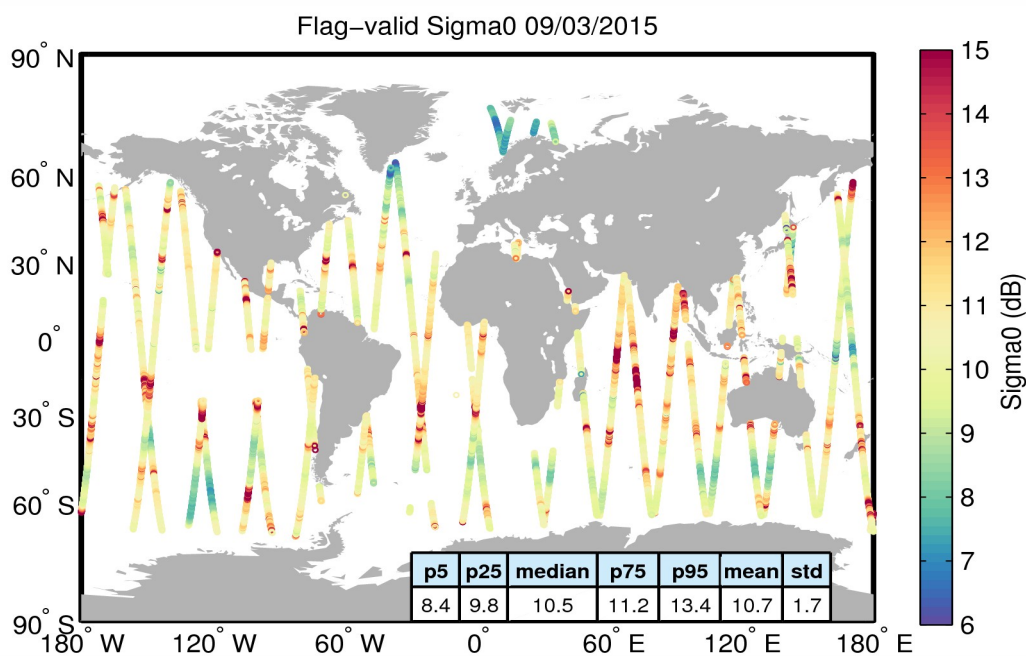 Flag−valid Sigma0 09/03/2015
90° N
60° N
30° N
0°
30° S
60° S
90° S
180° W
120° W
60° W
0°
60° E
120° E
180° E
p5 p25 median p75 p95 mean std
8.4 9.8 10.5 11.2 13.4 10.7 1.7
15
14
13
12
11
10
9
8
7
6
Sigma0 (dB)